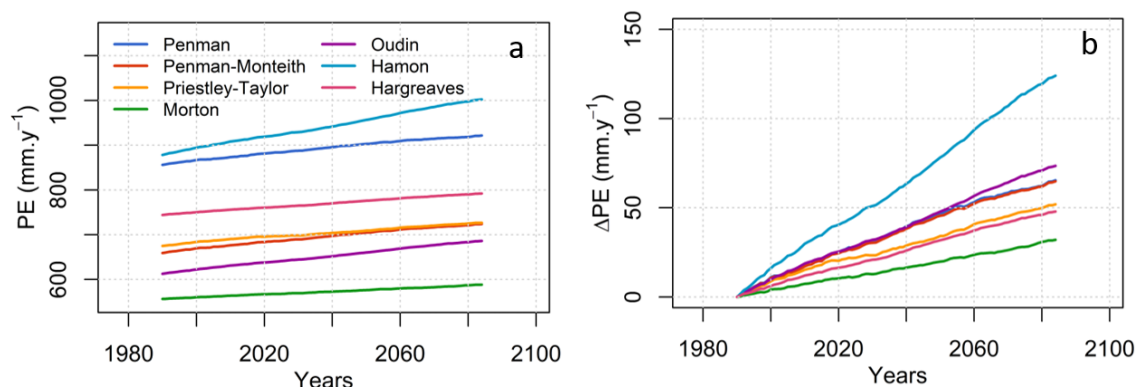 a
Penman
Penman-Monteith
Priestley-Taylor
Morton
Oudin
Hamon
Hargreaves
PE (mm.y⁻¹)
600
800
1000
1980
2020
2060
2100
Years
b
ΔPE (mm.y⁻¹)
0
50
100
150
1980
2020
2060
2100
Years